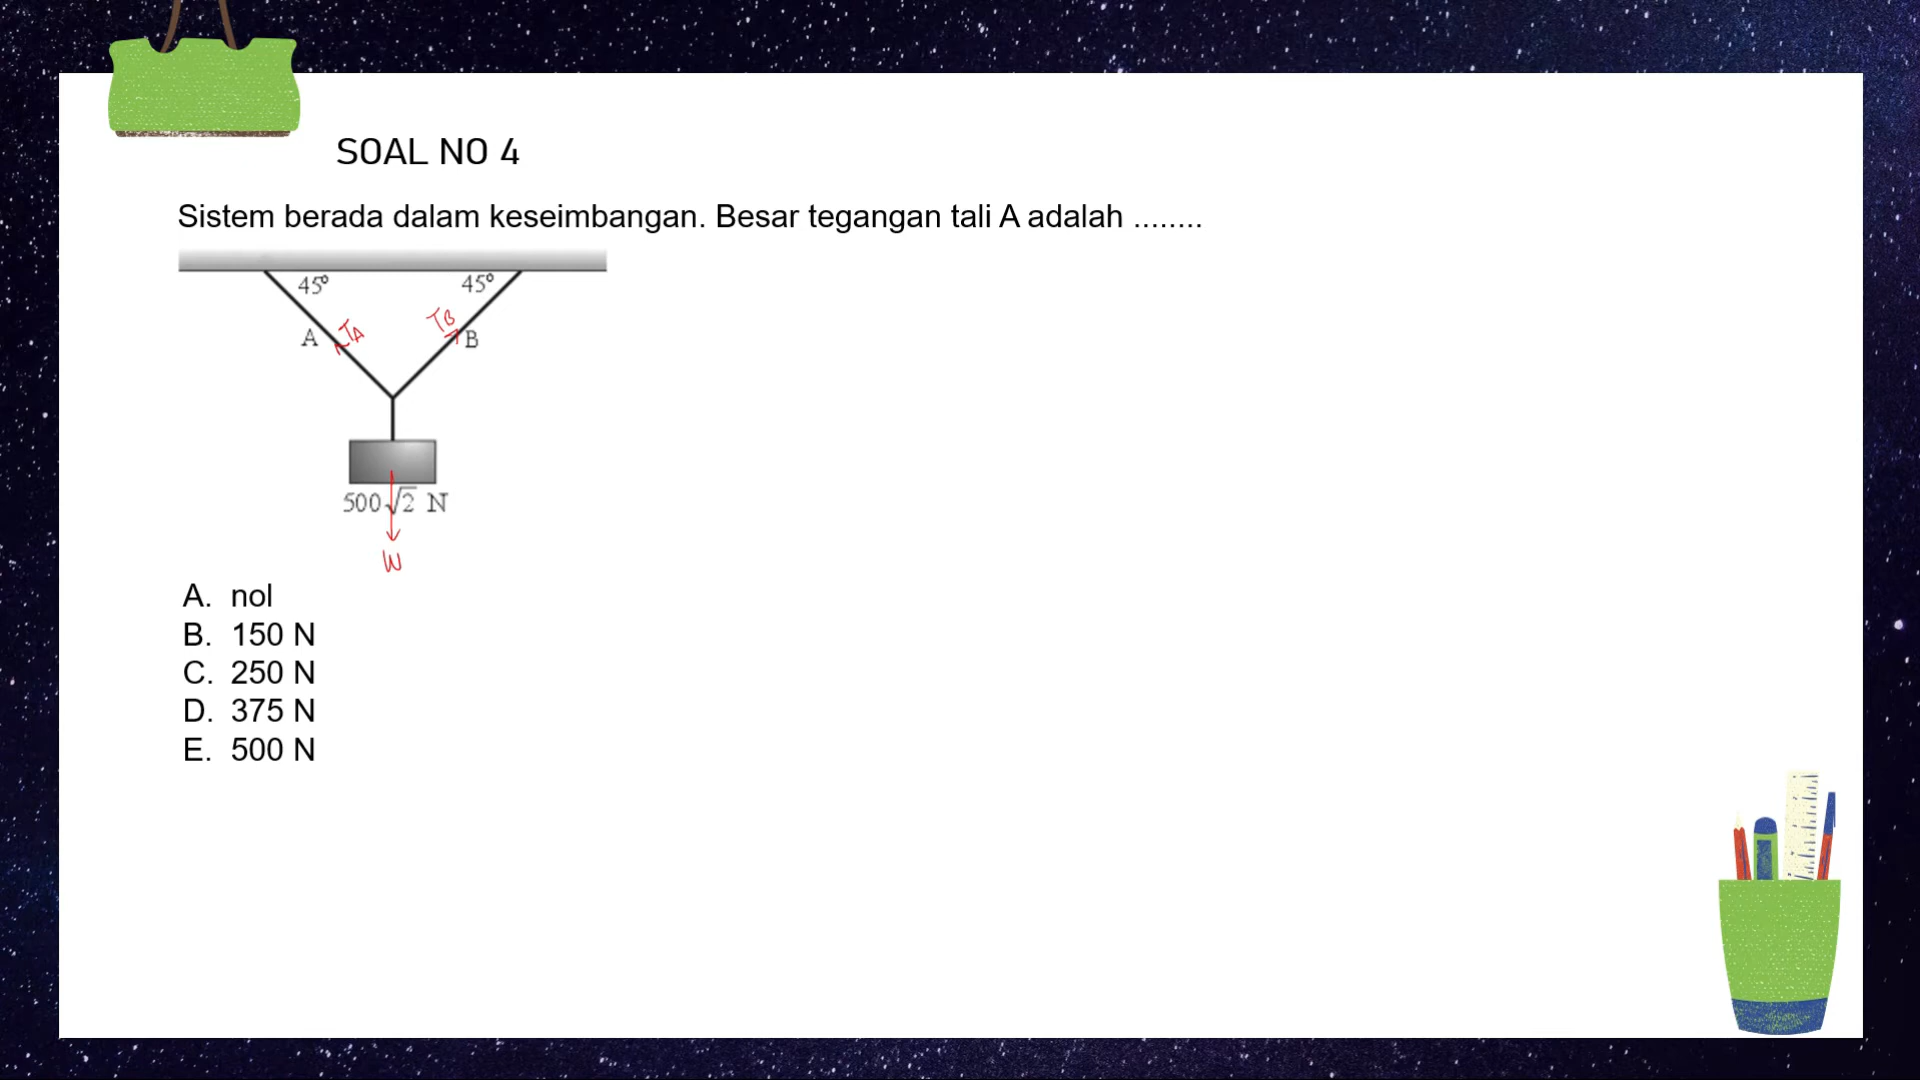 SOAL NO 4
Sistem berada dalam keseimbangan. Besar tegangan tali A adalah ........
45° 45°
A TA TB B
500√2 N
W
A. nol
B. 150 N
C. 250 N
D. 375 N
E. 500 N